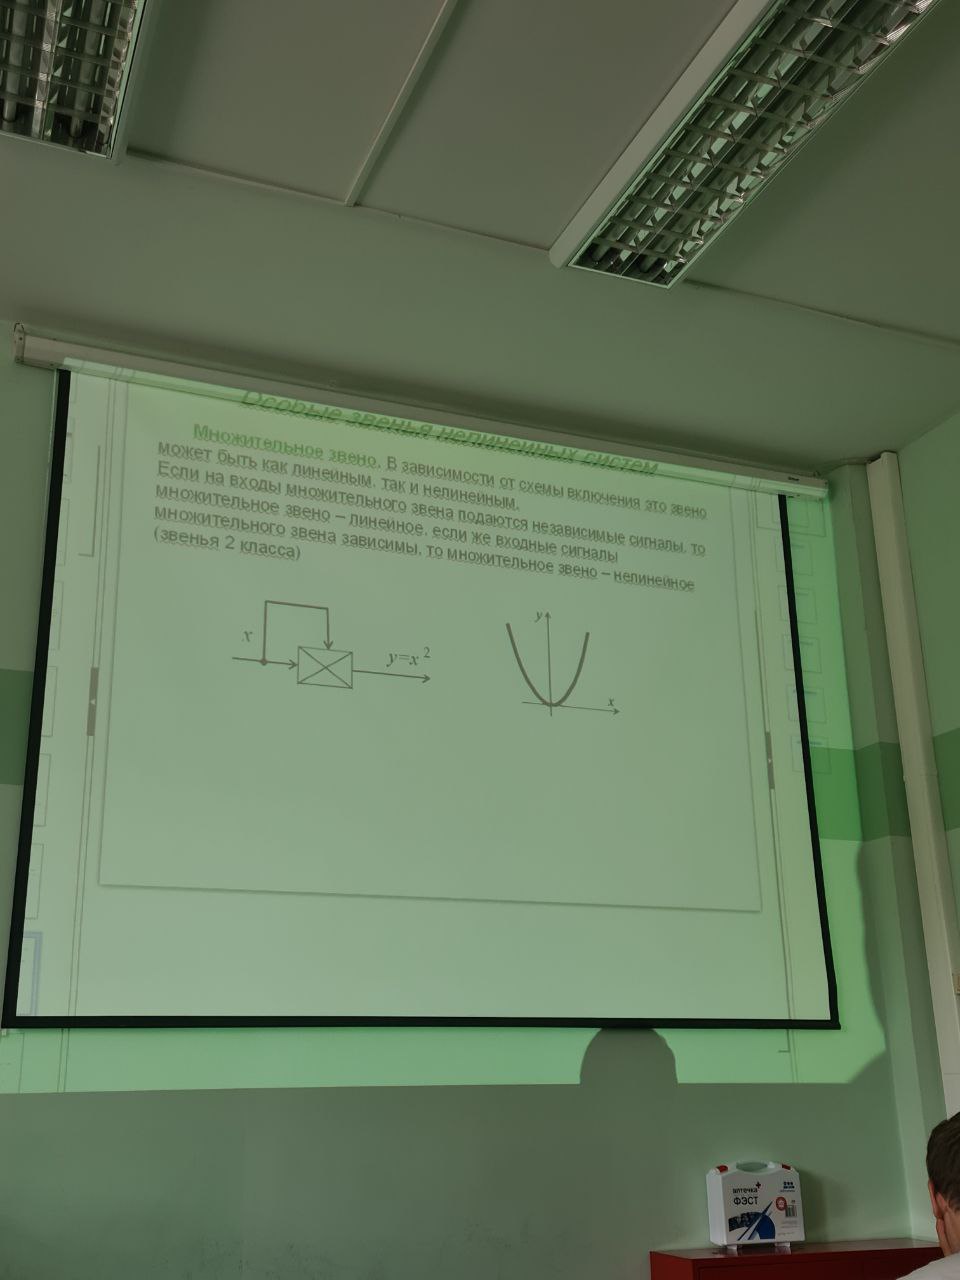 Особые звенья нелинейных систем
Множительное звено. В зависимости от схемы включения это звено
может быть как линейным, так и нелинейным.
Если на входы множительного звена подаются независимые сигналы, то
множительное звено – линейное, если же входные сигналы
множительного звена зависимы, то множительное звено – нелинейное
(звенья 2 класса)
x
y=x²
y
x
аптечка
ФЭСТ